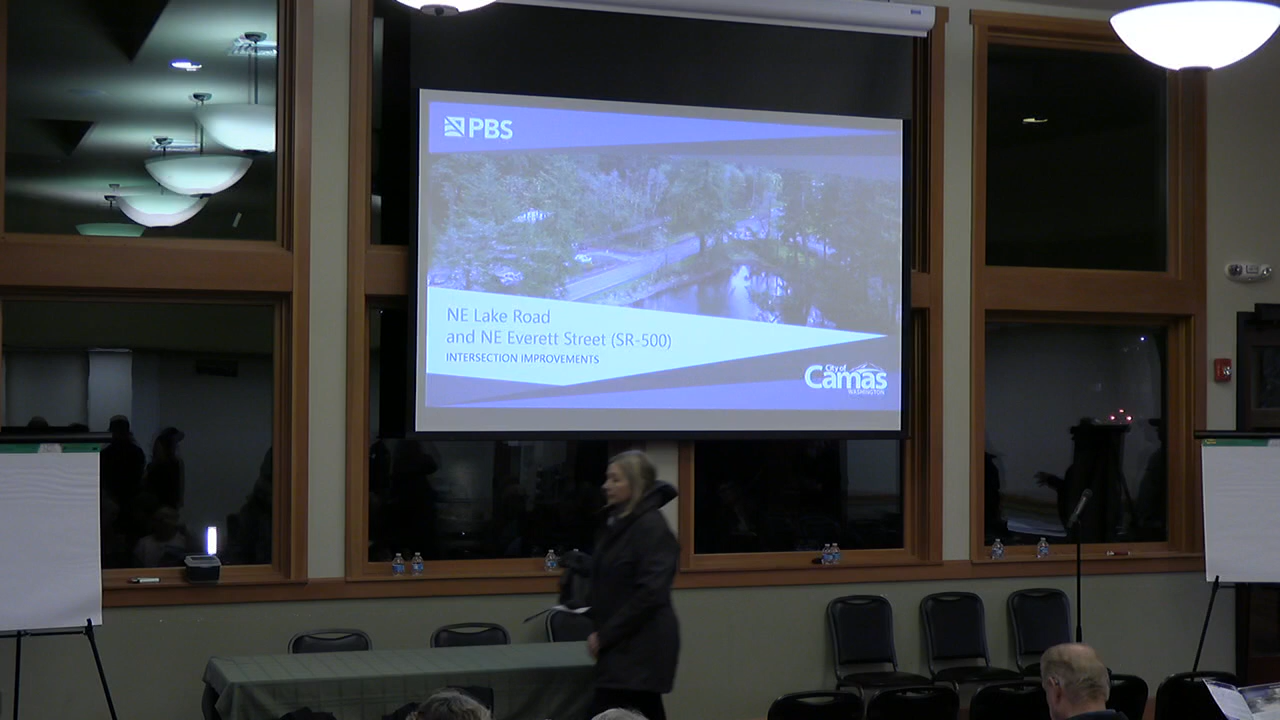 PBS
NE Lake Road
and NE Everett Street (SR-500)
INTERSECTION IMPROVEMENTS
City of
Camas
WASHINGTON